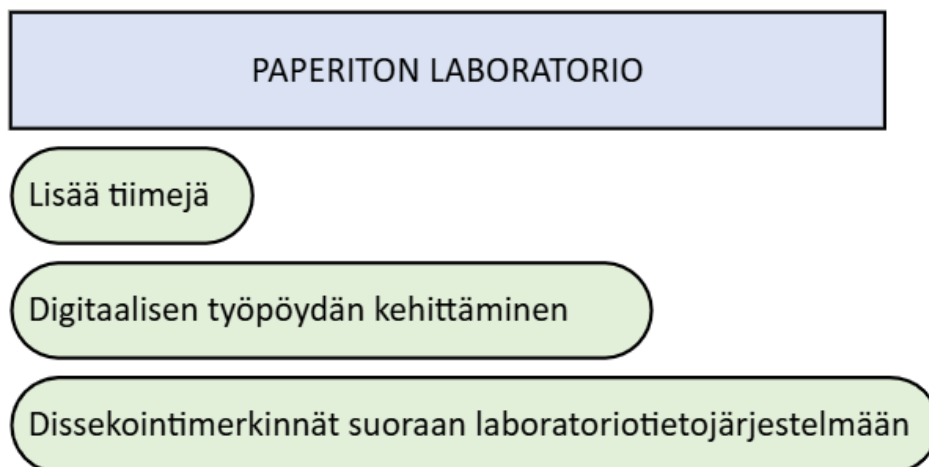 PAPERITON LABORATORIO
Lisää tiimejä
Digitaalisen työpöydän kehittäminen
Dissekointimerkinnät suoraan laboratoriotietojärjestelmään